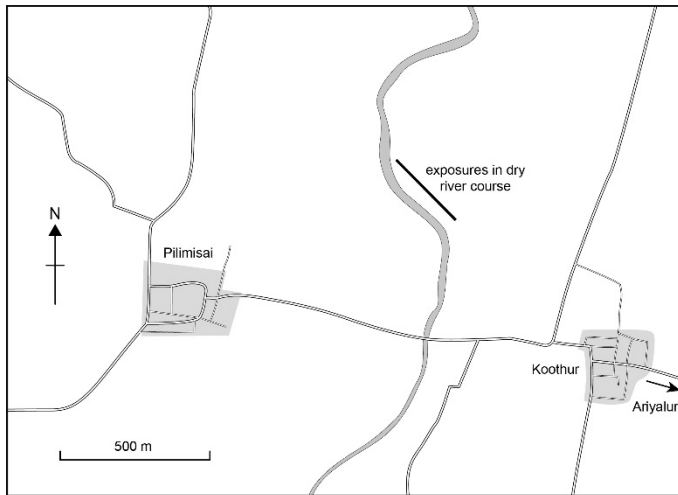 exposures in dry
river course
N
Pilimisai
Koothur
Ariyalur
500 m